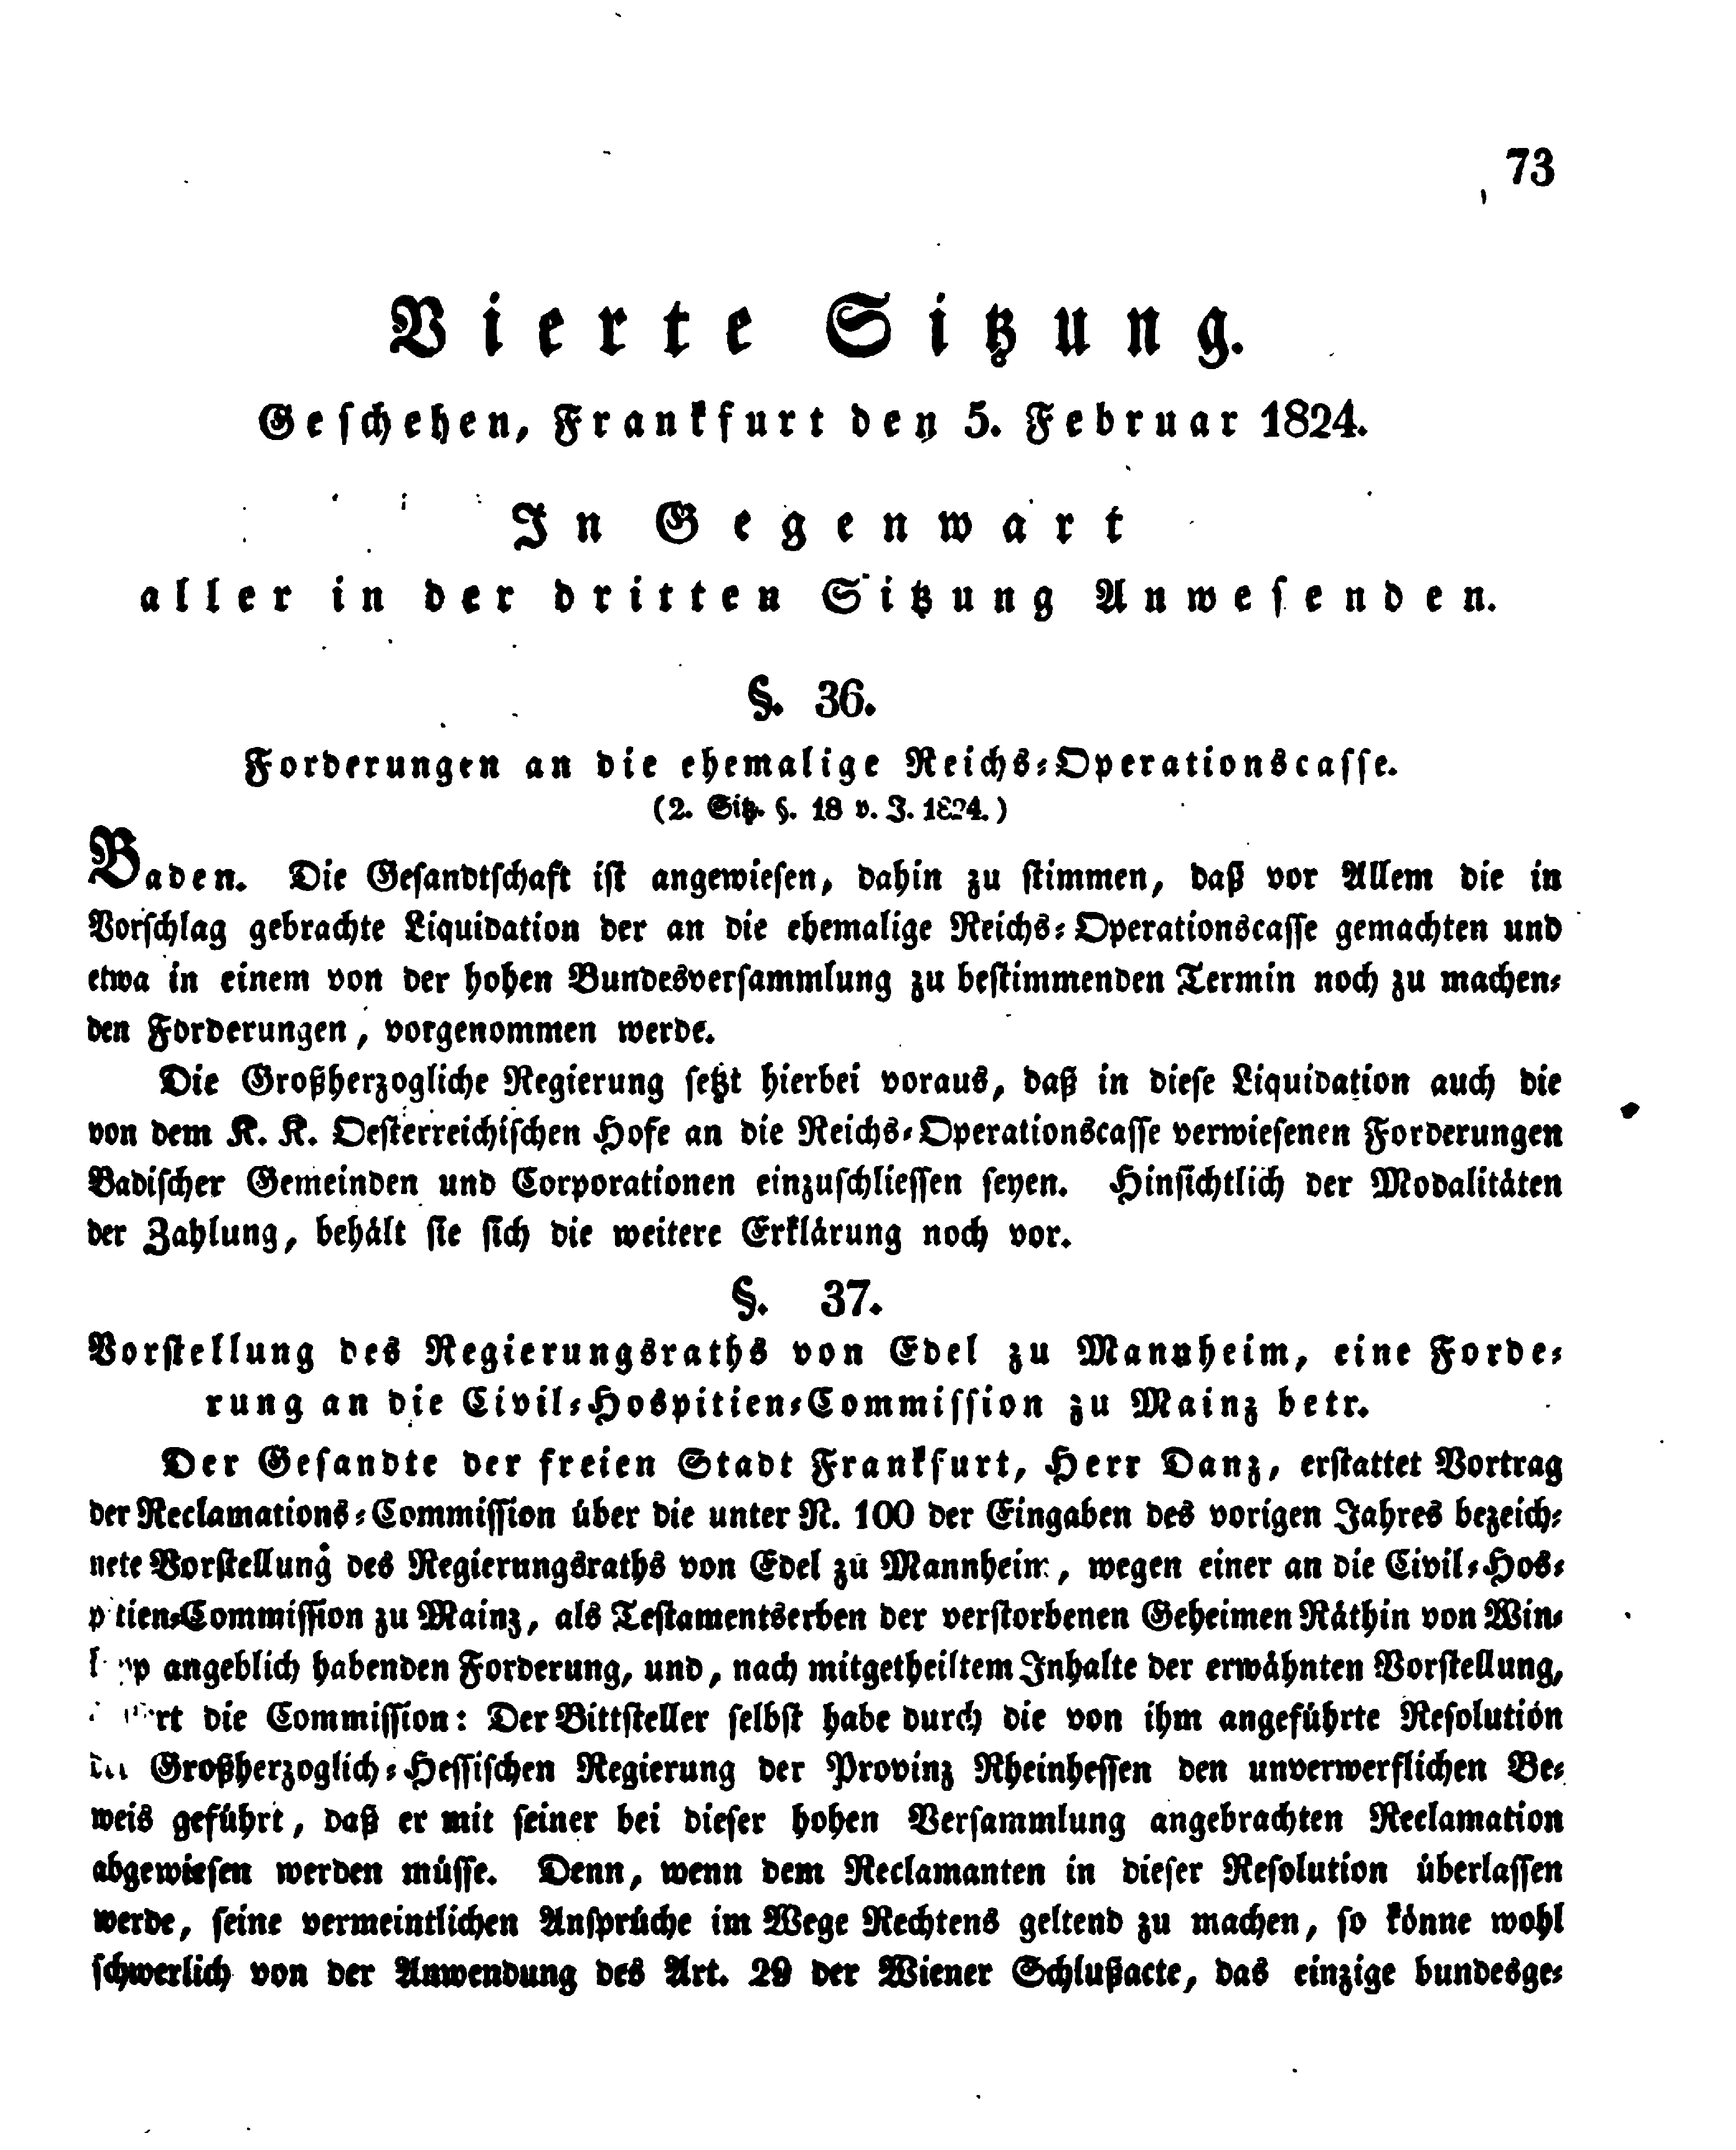 73
Vierte Sitzung.
Geschehen, Frankfurt den 5. Februar 1824.
In Gegenwart
aller in der dritten Sitzung Anwesenden.
§. 36.
Forderungen an die ehemalige Reichs-Operationscasse.
(2. Sitz. §. 18 v. J. 1824.)
Baden. Die Gesandtschaft ist angewiesen, dahin zu stimmen, daß vor Allem die in
Vorschlag gebrachte Liquidation der an die ehemalige Reichs-Operationscasse gemachten und
etwa in einem von der hohen Bundesversammlung zu bestimmenden Termin noch zu machen-
den Forderungen, vorgenommen werde.
Die Großherzogliche Regierung setzt hierbei voraus, daß in diese Liquidation auch die
von dem K. K. Oesterreichischen Hofe an die Reichs-Operationscasse verwiesenen Forderungen
Badischer Gemeinden und Corporationen einzuschliessen seyen. Hinsichtlich der Modalitäten
der Zahlung, behält sie sich die weitere Erklärung noch vor.
§. 37.
Vorstellung des Regierungsraths von Edel zu Mannheim, eine Forde-
rung an die Civil-Hospitien-Commission zu Mainz betr.
Der Gesandte der freien Stadt Frankfurt, Herr Danz, erstattet Vortrag
der Reclamations-Commission über die unter N. 100 der Eingaben des vorigen Jahres bezeich-
nete Vorstellung des Regierungsraths von Edel zu Mannheim, wegen einer an die Civil-Hos-
pitien-Commission zu Mainz, als Testamentserben der verstorbenen Geheimen Räthin von Win-
angeblich habenden Forderung, und, nach mitgetheiltem Inhalte der erwähnten Vorstellung,
die Commission: Der Bittsteller selbst habe durch die von ihm angeführte Resolution
der Großherzoglich-Hessischen Regierung der Provinz Rheinhessen den unverwerflichen Be-
weis geführt, daß er mit seiner bei dieser hohen Versammlung angebrachten Reclamation
abgewiesen werden müsse. Denn, wenn dem Reclamanten in dieser Resolution überlassen
werde, seine vermeintlichen Ansprüche im Wege Rechtens geltend zu machen, so könne wohl
schwerlich von der Anwendung des Art. 29 der Wiener Schlußacte, das einzige bundesge-